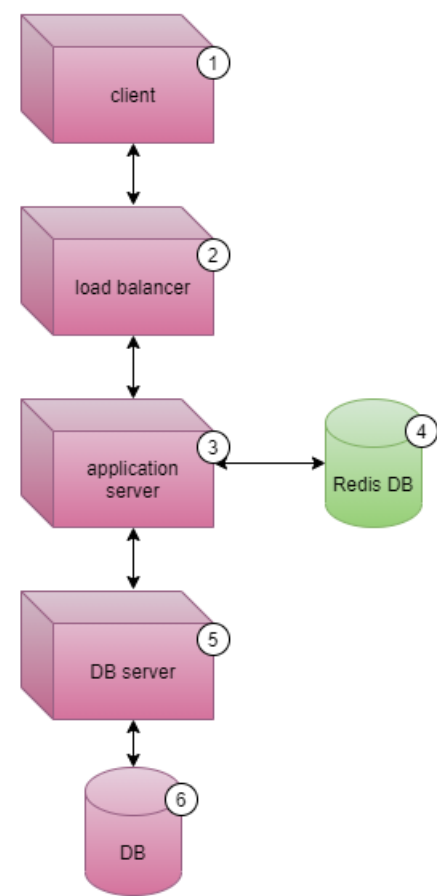 1
client
2
load balancer
3
application
server
4
Redis DB
5
DB server
6
DB